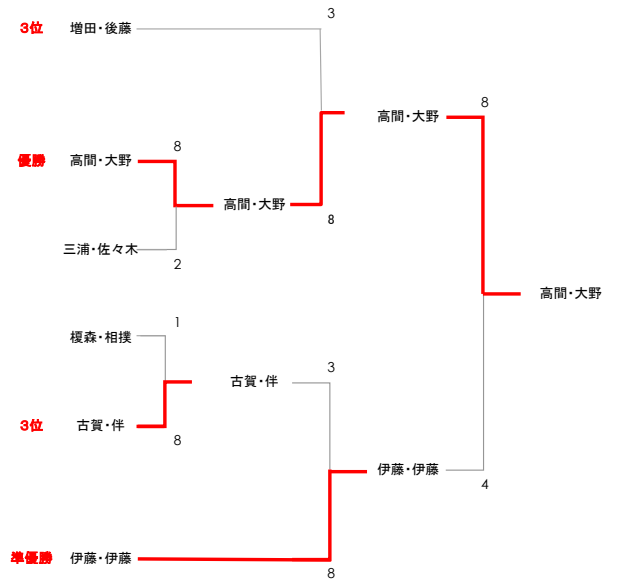 3
３位 増田・後藤
高間・大野 8
8
優勝 高間・大野 高間・大野
8
三浦・佐々木
2
高間・大野
1
榎森・相撲
3
古賀・伴
３位 古賀・伴
8
伊藤・伊藤
4
準優勝 伊藤・伊藤
8